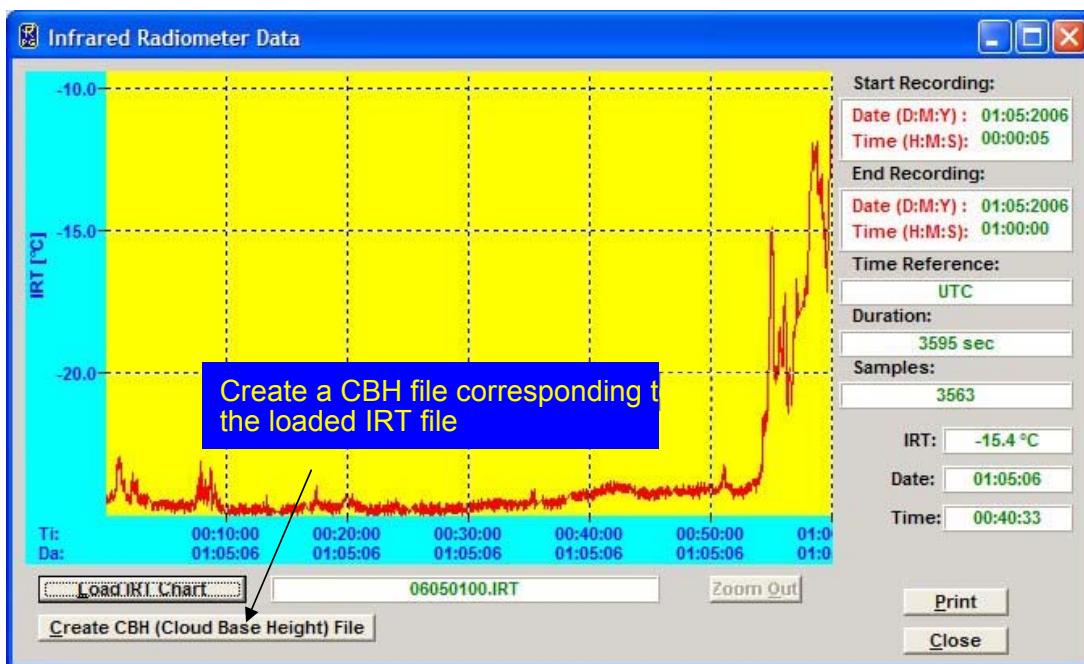 Infrared Radiometer Data
-10.0
-15.0
-20.0
IRT [°C]
Create a CBH file corresponding t
the loaded IRT file
Ti: 00:10:00 00:20:00 00:30:00 00:40:00 00:50:00 01:0
Da: 01:05:06 01:05:06 01:05:06 01:05:06 01:05:06 01:0
Load IRT Chart 06050100.IRT Zoom Out
Create CBH (Cloud Base Height) File
Start Recording:
Date (D:M:Y) : 01:05:2006
Time (H:M:S): 00:00:05
End Recording:
Date (D:M:Y) : 01:05:2006
Time (H:M:S): 01:00:00
Time Reference:
UTC
Duration:
3595 sec
Samples:
3563
IRT: -15.4 °C
Date: 01:05:06
Time: 00:40:33
Print
Close